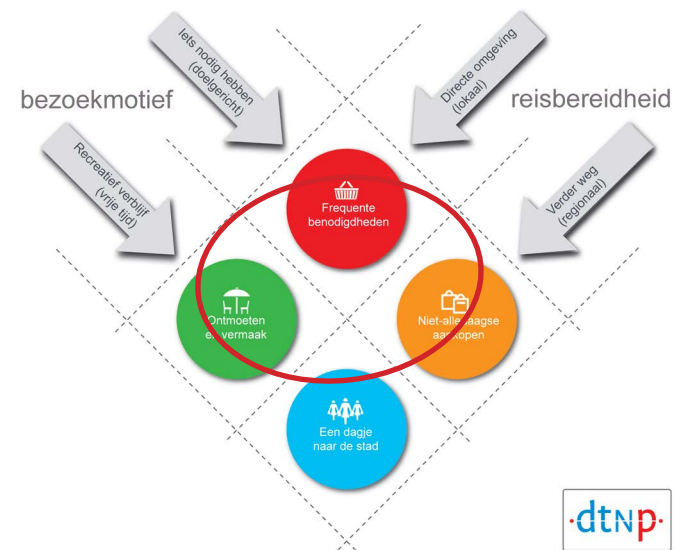 Iets nodig hebben
(doelgericht)
Directe omgeving
(lokaal)
bezoekmotief
reisbereidheid
Recreatief verblijf
(vrije tijd)
Verder weg
(regionaal)
Frequente
benodigdheden
Ontmoeten
en vermaak
Niet-alledaagse
aankopen
Een dagje
naar de stad
·dtNp·